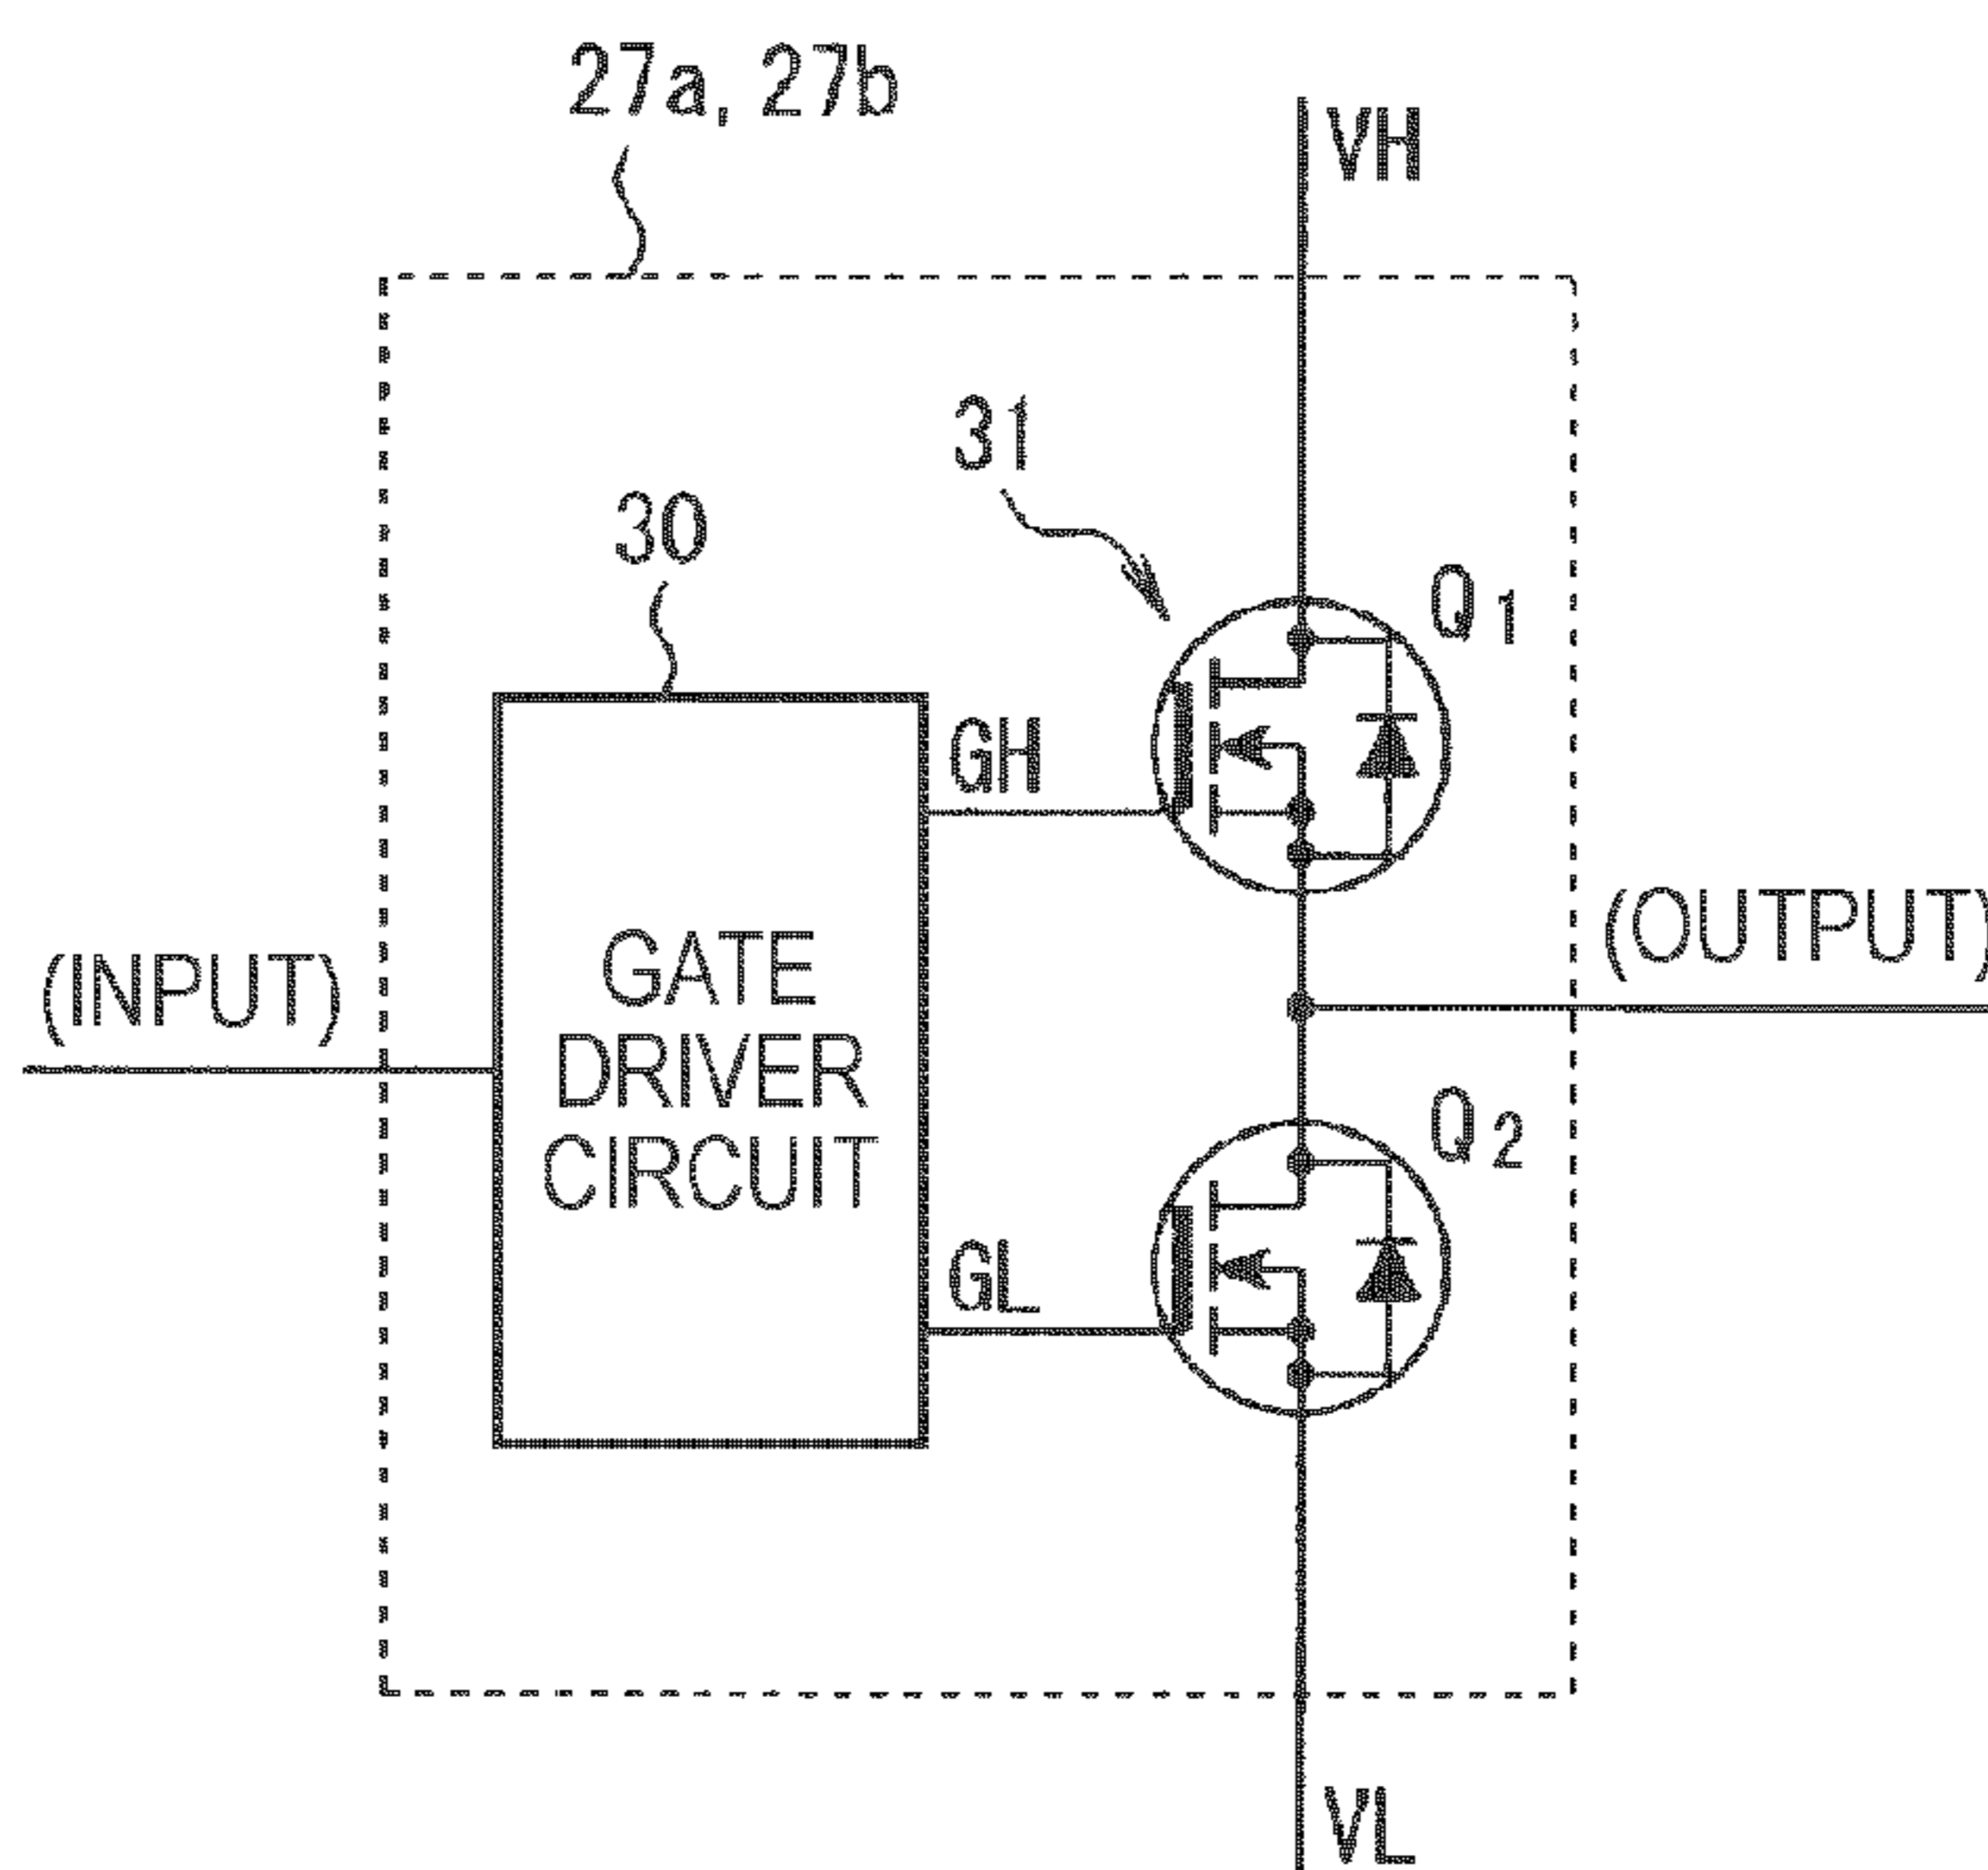 27a, 27b
VH
31
30
Q1
GH
(INPUT)
GATE
DRIVER
CIRCUIT
(OUTPUT)
Q2
GL
VL